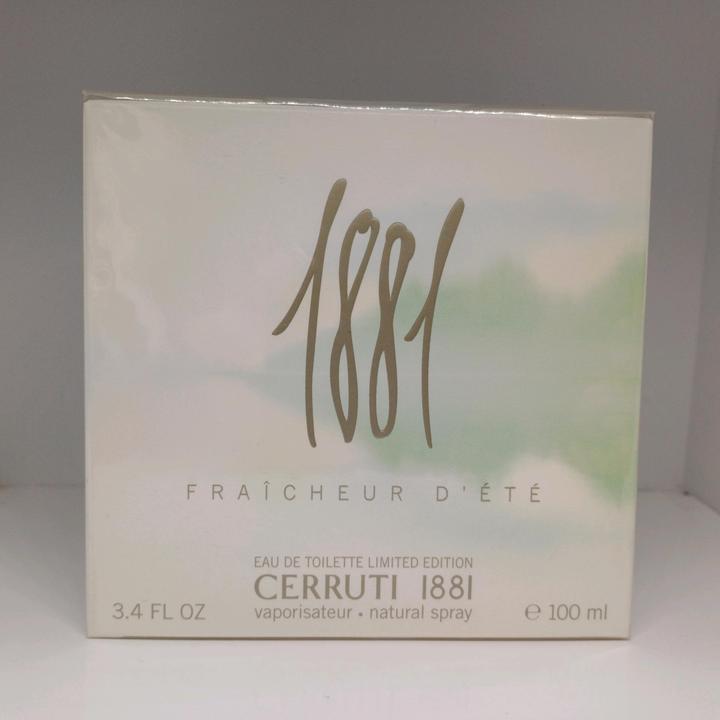 1881
FRAÎCHEUR D'ÉTÉ
EAU DE TOILETTE LIMITED EDITION
CERRUTI 1881
3.4 FL OZ vaporisateur • natural spray ℮ 100 ml